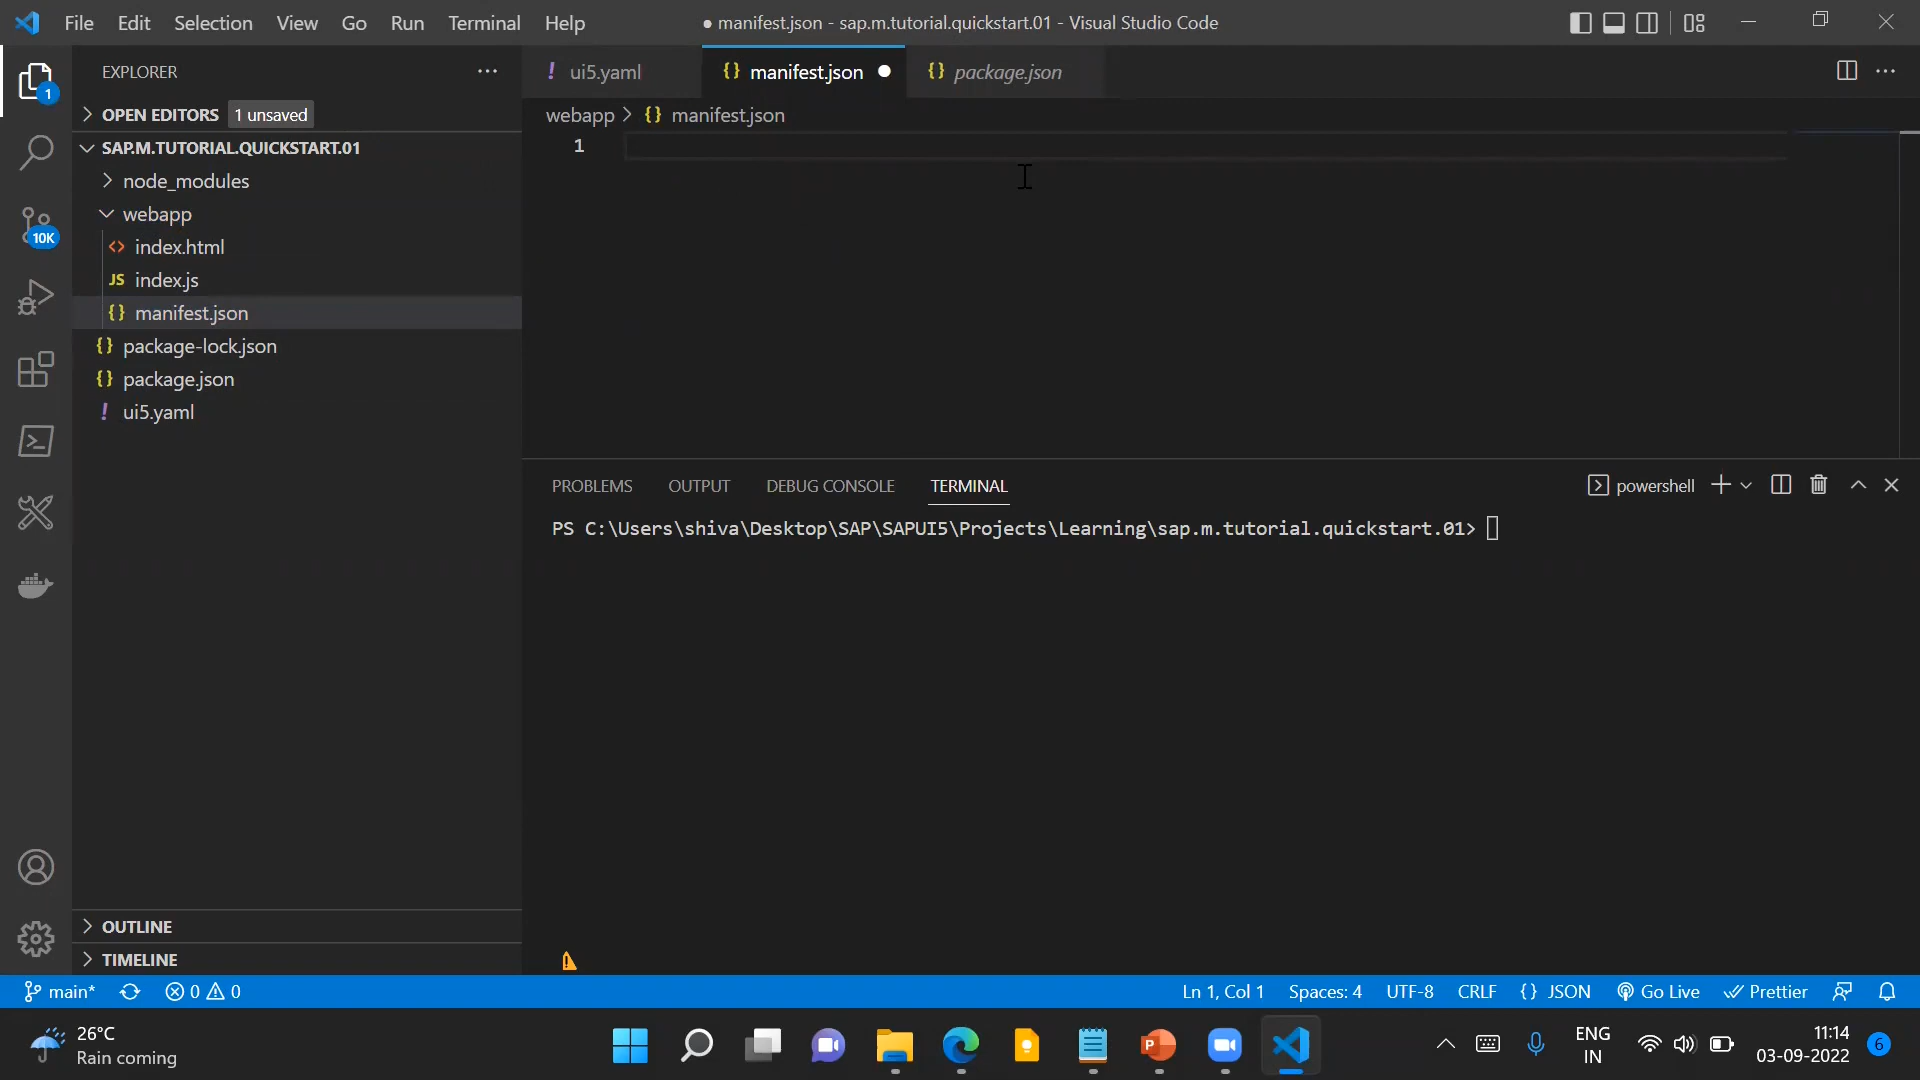 File Edit Selection View Go Run Terminal Help
● manifest.json - sap.m.tutorial.quickstart.01 - Visual Studio Code
EXPLORER
1
OPEN EDITORS 1 unsaved
SAP.M.TUTORIAL.QUICKSTART.01
node_modules
webapp
<> index.html
JS index.js
{} manifest.json
{} package-lock.json
{} package.json
! ui5.yaml
10K
OUTLINE
TIMELINE
! ui5.yaml
{} manifest.json ●
{} package.json
webapp > {} manifest.json
1
PROBLEMS OUTPUT DEBUG CONSOLE TERMINAL
powershell
PS C:\Users\shiva\Desktop\SAP\SAPUI5\Projects\Learning\sap.m.tutorial.quickstart.01>
main* 0 0
Ln 1, Col 1 Spaces: 4 UTF-8 CRLF {} JSON Go Live Prettier
26°C
Rain coming
P
ENG
IN
11:14
03-09-2022
6